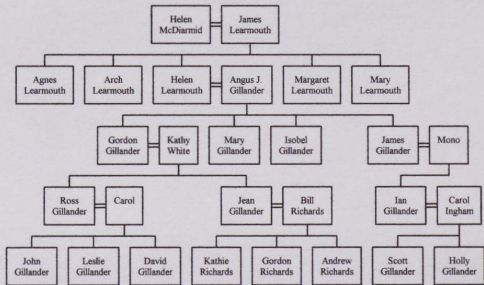 Helen
McDiarmid
James
Learmouth
Agnes
Learmouth
Arch
Learmouth
Helen
Learmouth
Angus J.
Gillander
Margaret
Learmouth
Mary
Learmouth
Gordon
Gillander
Kathy
White
Mary
Gillander
Isobel
Gillander
James
Gillander
Mono
Ross
Gillander
Carol
Jean
Gillander
Bill
Richards
Ian
Gillander
Carol
Ingham
John
Gillander
Leslie
Gillander
David
Gillander
Kathie
Richards
Gordon
Richards
Andrew
Richards
Scott
Gillander
Holly
Gillander